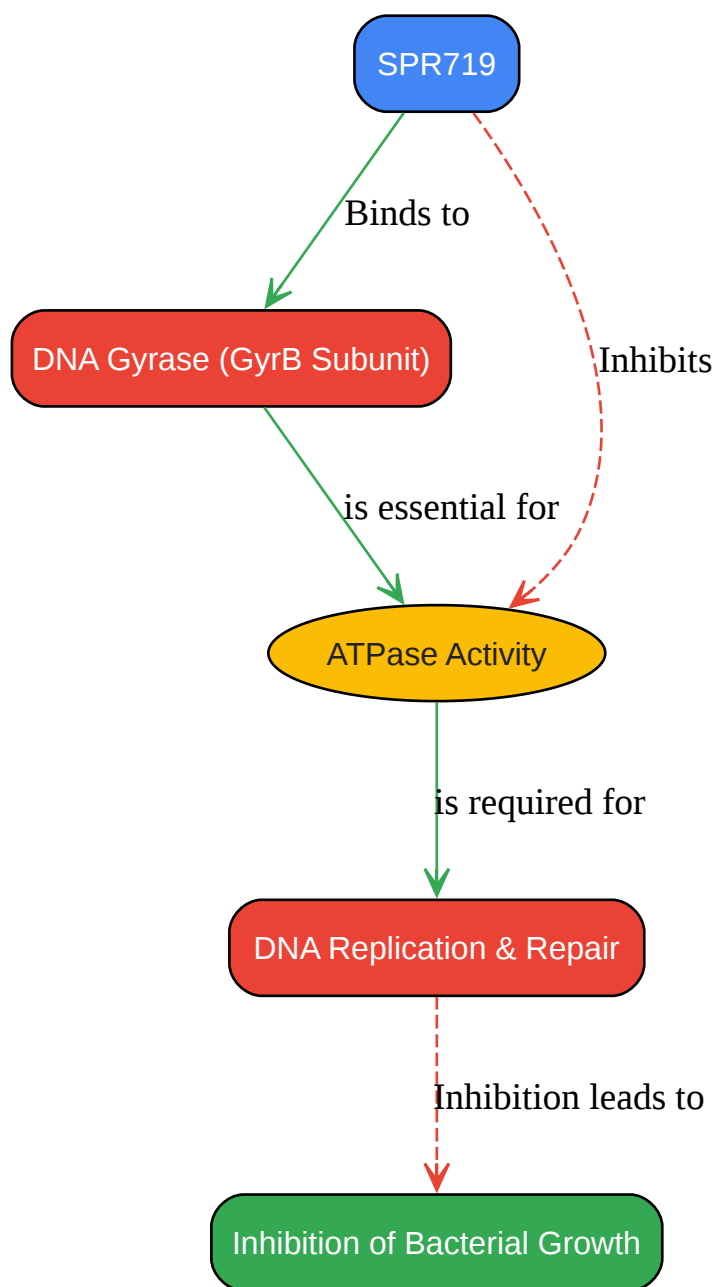 SPR719
Binds to
DNA Gyrase (GyrB Subunit)
Inhibits
is essential for
ATPase Activity
is required for
DNA Replication & Repair
Inhibition leads to
Inhibition of Bacterial Growth